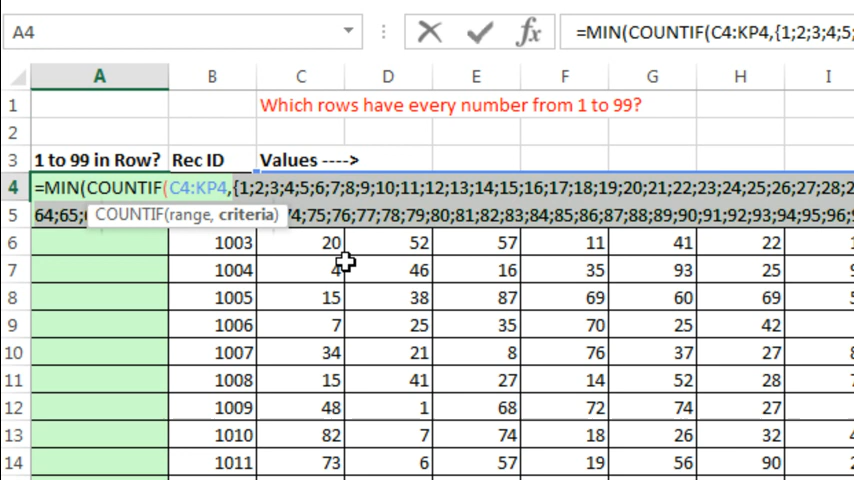 A4 =MIN(COUNTIF(C4:KP4,{1;2;3;4;5;
A B C D E F G H I
1 Which rows have every number from 1 to 99?
2
3 1 to 99 in Row? Rec ID Values ---->
4 =MIN(COUNTIF(C4:KP4,{1;2;3;4;5;6;7;8;9;10;11;12;13;14;15;16;17;18;19;20;21;22;23;24;25;26;27;28;2
5 64;65; 74;75;76;77;78;79;80;81;82;83;84;85;86;87;88;89;90;91;92;93;94;95;96;
COUNTIF(range, criteria)
6 1003 20 52 57 11 41 22
7 1004 4 46 16 35 93 25
8 1005 15 38 87 69 60 69
9 1006 7 25 35 70 25 42
10 1007 34 21 8 76 37 27
11 1008 15 41 27 14 52 28
12 1009 48 1 68 72 74 27
13 1010 82 7 74 18 26 32
14 1011 73 6 57 19 56 90